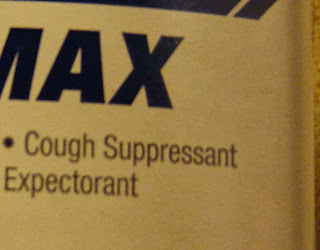 MAX
• Cough Suppressant
Expectorant